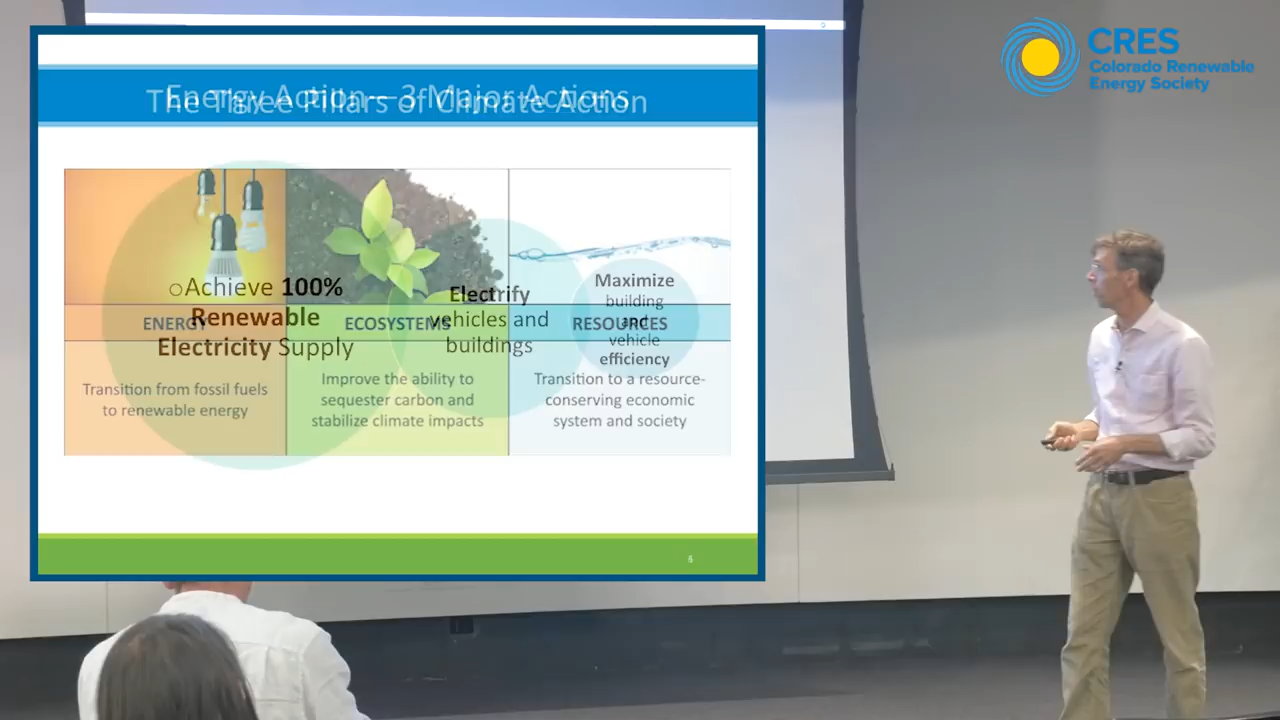 CRES
Colorado Renewable
Energy Society
The Three Pillars of Climate Action
Energy Action – 3 Major Actions
○Achieve 100%
Renewable
Electricity Supply
Electrify
vehicles and
buildings
Maximize
building
and
vehicle
efficiency
ENERGY
ECOSYSTEMS
RESOURCES
Transition from fossil fuels
to renewable energy
Improve the ability to
sequester carbon and
stabilize climate impacts
Transition to a resource-
conserving economic
system and society